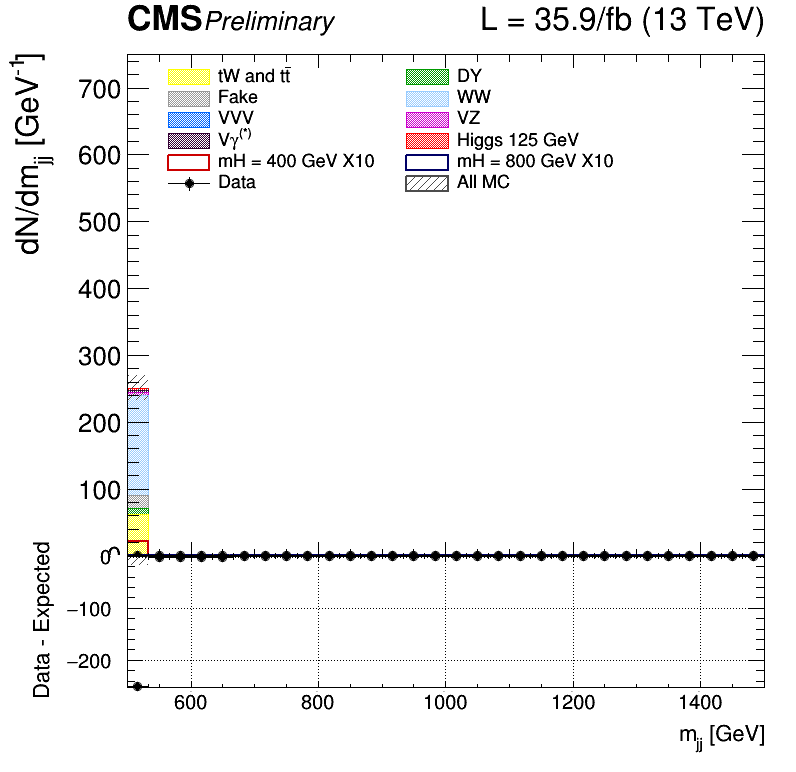 CMS Preliminary L = 35.9/fb (13 TeV)
dN/dm_jj [GeV^-1]
700
600
500
400
300
200
100
0
tW and tt̄ DY
Fake WW
VVV VZ
Vγ^(*) Higgs 125 GeV
mH = 400 GeV X10 mH = 800 GeV X10
Data All MC
Data - Expected
0
−100
−200
600 800 1000 1200 1400
m_jj [GeV]